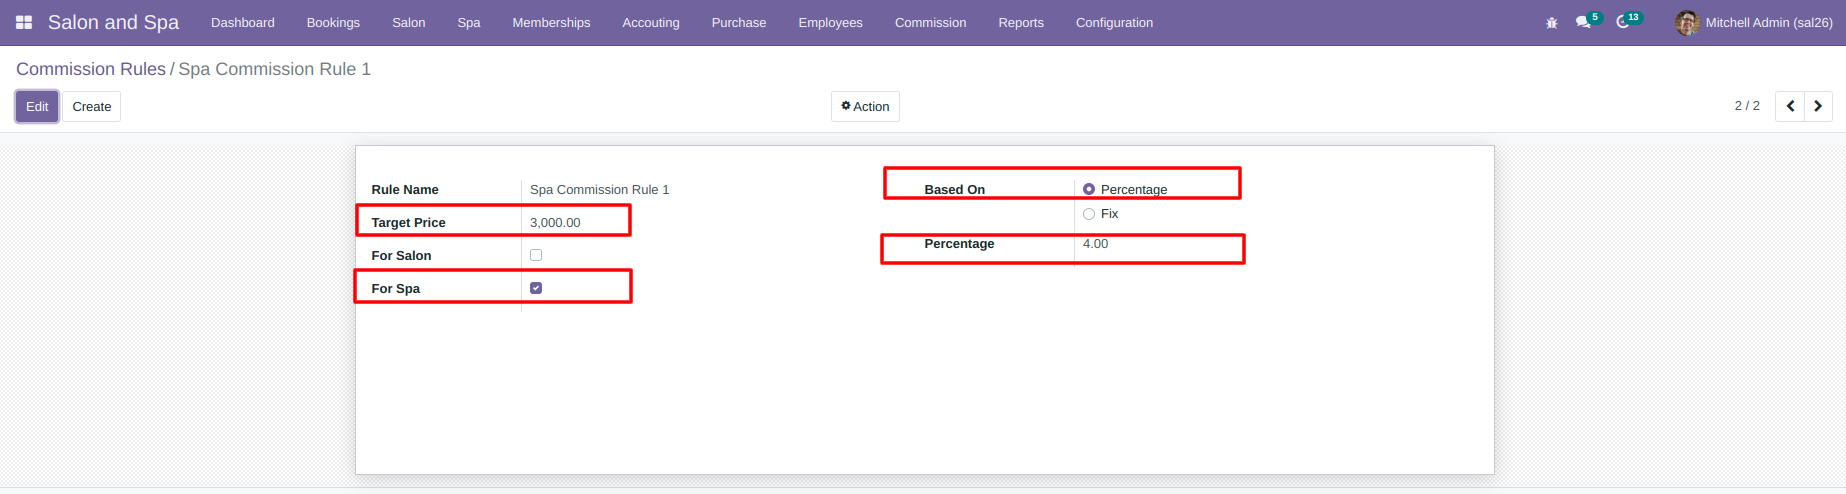 Salon and Spa Dashboard Bookings Salon Spa Memberships Accouting Purchase Employees Commission Reports Configuration 5 13 Mitchell Admin (sal26)
Commission Rules / Spa Commission Rule 1
Edit Create Action 2 / 2
Rule Name Spa Commission Rule 1 Based On Percentage
Fix
Target Price 3,000.00
Percentage 4.00
For Salon
For Spa